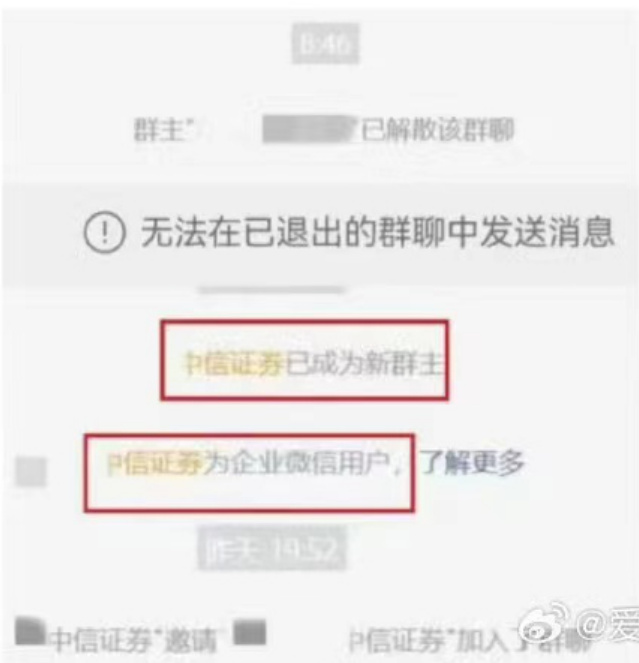 8:46
群主"
"已解散该群聊
无法在已退出的群聊中发送消息
中信证券已成为新群主
中信证券为企业微信用户，了解更多
昨天 19:52
中信证券"邀请"
中信证券"加入了群聊
@爱